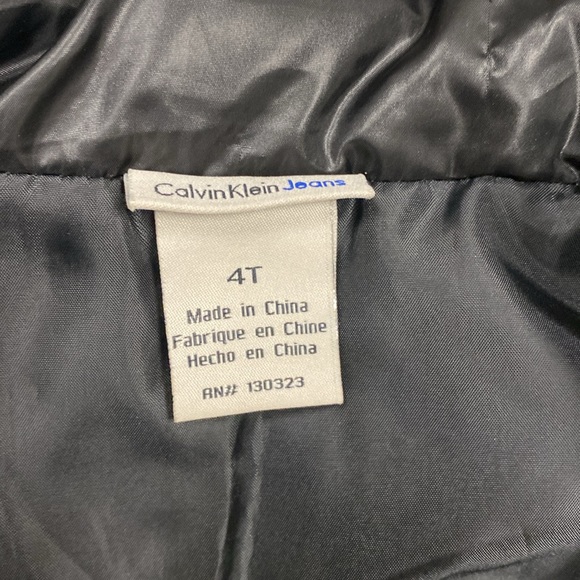 Calvin Klein Jeans
4T
Made in China
Fabrique en Chine
Hecho en China
RN# 130323